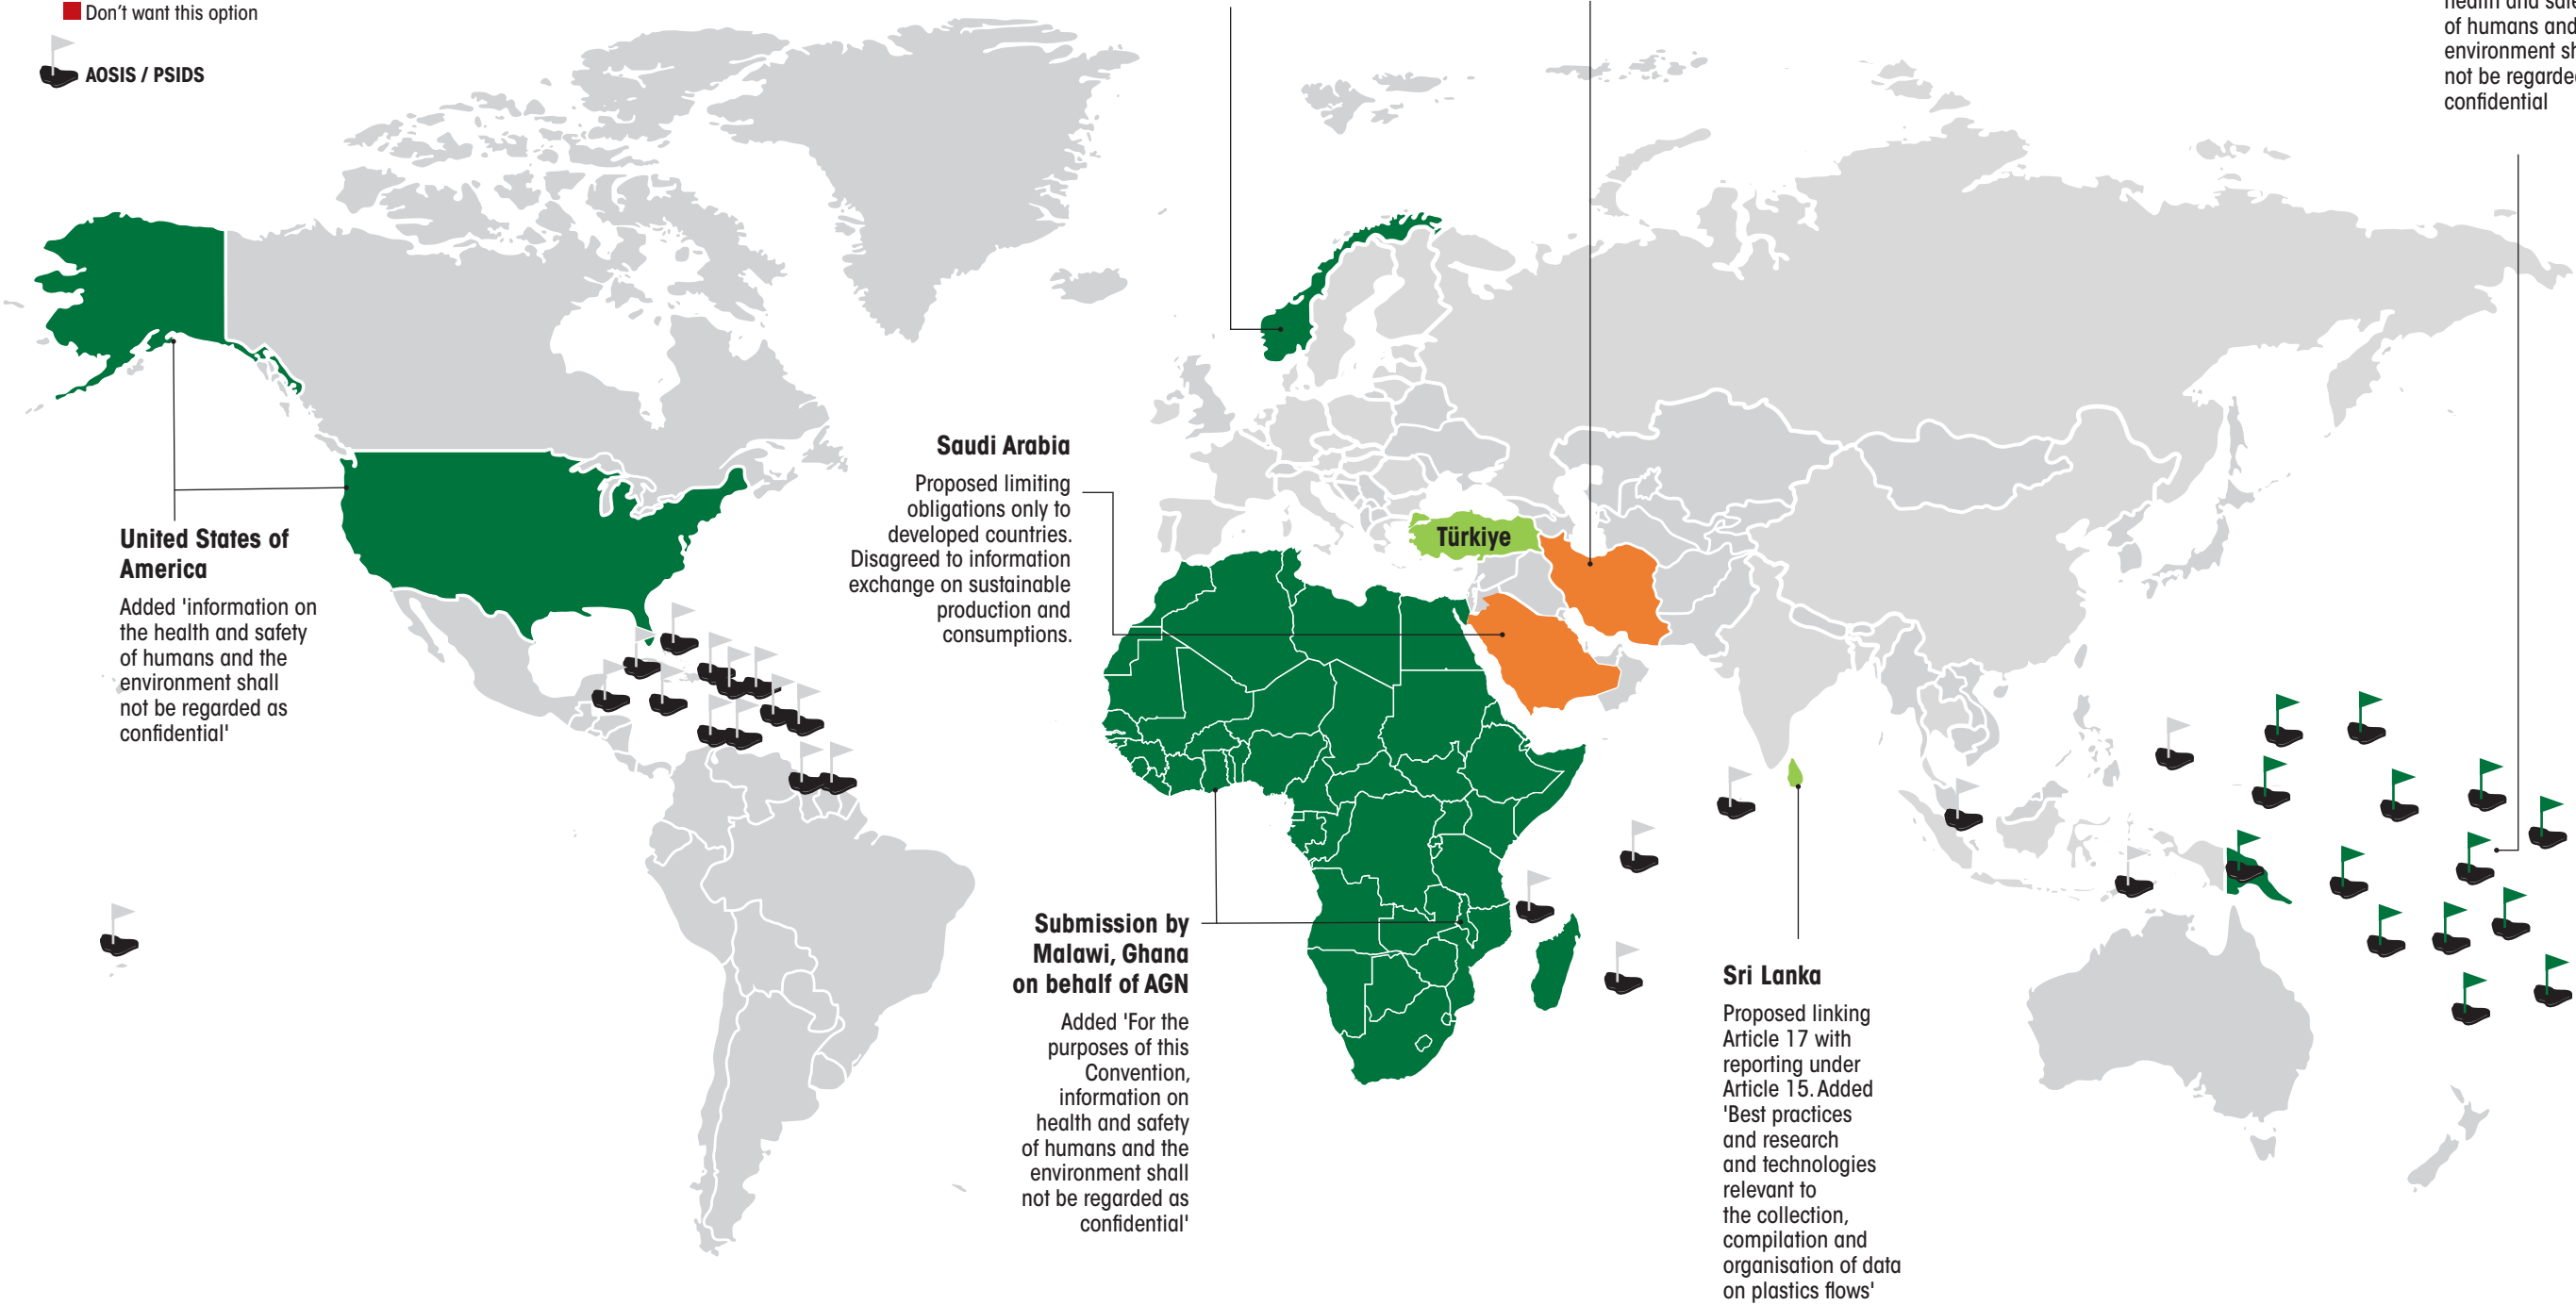 Don't want this option
AOSIS / PSIDS
of humans and
not be regarded
confidential
Saudi Arabia
Proposed limiting
obligations only to
developed countries.
Disagreed to information
exchange on sustainable
production and
consumptions.
Türkiye
United States of
America
Added 'information on
the health and safety
of humans and the
environment shall
not be regarded as
confidential'
Submission by
Malawi, Ghana
on behalf of AGN
Added 'For the
purposes of this
Convention,
information on
health and safety
of humans and the
environment shall
not be regarded as
confidential'
Sri Lanka
Proposed linking
Article 17 with
reporting under
Article 15. Added
'Best practices
and research
and technologies
relevant to
the collection,
compilation and
organisation of data
on plastics flows'